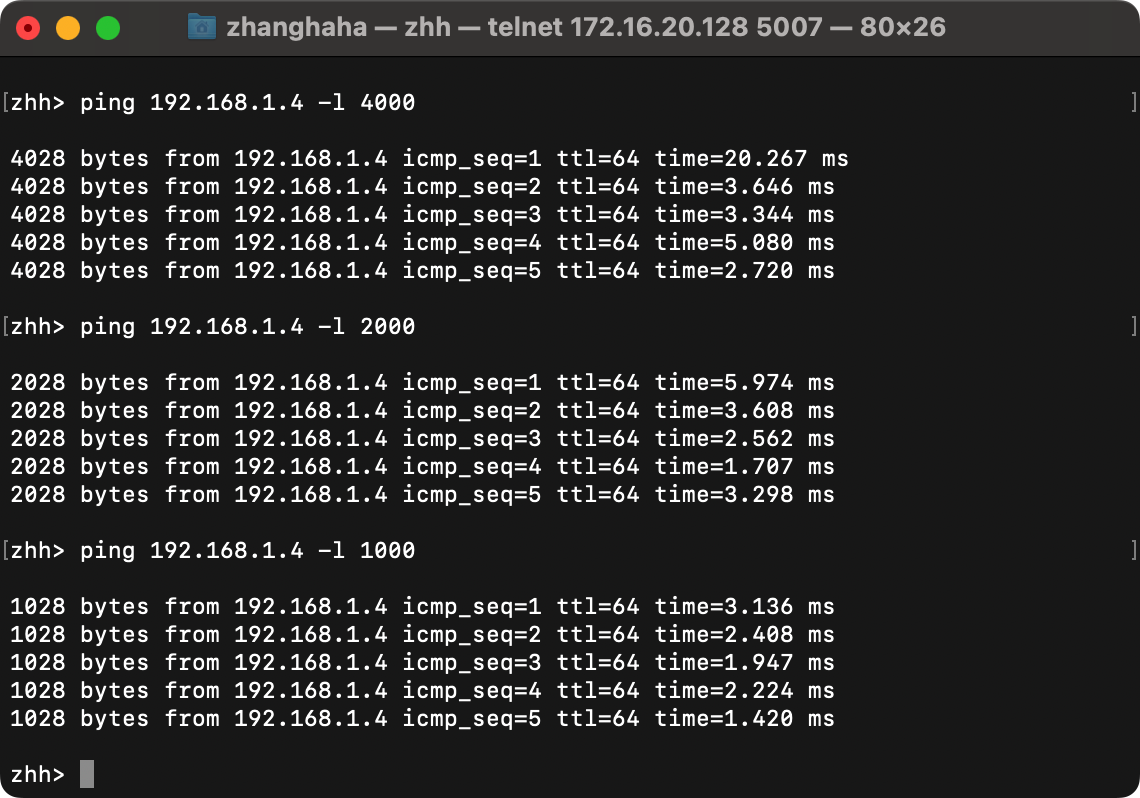 zhanghaha — zhh — telnet 172.16.20.128 5007 — 80×26
[zhh> ping 192.168.1.4 -l 4000 ]
4028 bytes from 192.168.1.4 icmp_seq=1 ttl=64 time=20.267 ms
4028 bytes from 192.168.1.4 icmp_seq=2 ttl=64 time=3.646 ms
4028 bytes from 192.168.1.4 icmp_seq=3 ttl=64 time=3.344 ms
4028 bytes from 192.168.1.4 icmp_seq=4 ttl=64 time=5.080 ms
4028 bytes from 192.168.1.4 icmp_seq=5 ttl=64 time=2.720 ms
[zhh> ping 192.168.1.4 -l 2000 ]
2028 bytes from 192.168.1.4 icmp_seq=1 ttl=64 time=5.974 ms
2028 bytes from 192.168.1.4 icmp_seq=2 ttl=64 time=3.608 ms
2028 bytes from 192.168.1.4 icmp_seq=3 ttl=64 time=2.562 ms
2028 bytes from 192.168.1.4 icmp_seq=4 ttl=64 time=1.707 ms
2028 bytes from 192.168.1.4 icmp_seq=5 ttl=64 time=3.298 ms
[zhh> ping 192.168.1.4 -l 1000 ]
1028 bytes from 192.168.1.4 icmp_seq=1 ttl=64 time=3.136 ms
1028 bytes from 192.168.1.4 icmp_seq=2 ttl=64 time=2.408 ms
1028 bytes from 192.168.1.4 icmp_seq=3 ttl=64 time=1.947 ms
1028 bytes from 192.168.1.4 icmp_seq=4 ttl=64 time=2.224 ms
1028 bytes from 192.168.1.4 icmp_seq=5 ttl=64 time=1.420 ms
zhh>